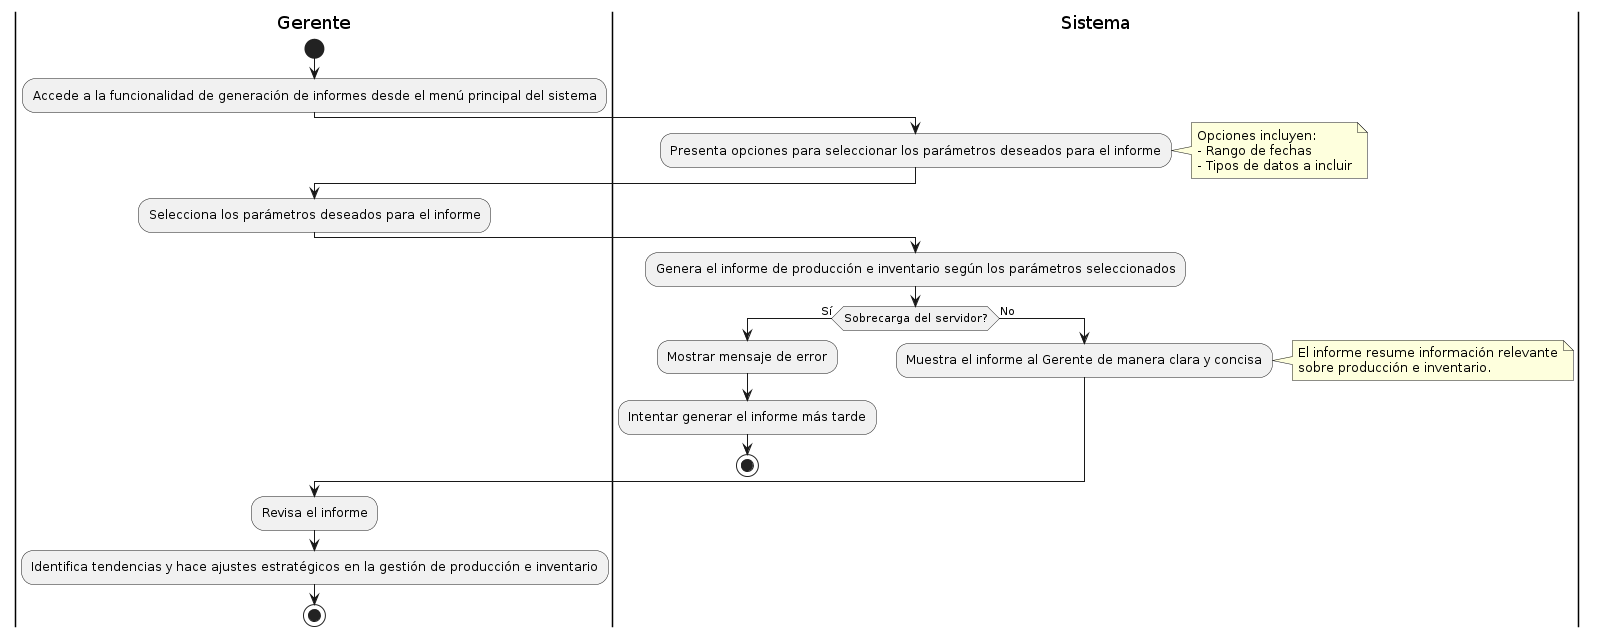 Gerente
Sistema
Accede a la funcionalidad de generación de informes desde el menú principal del sistema
Presenta opciones para seleccionar los parámetros deseados para el informe
Opciones incluyen:
- Rango de fechas
- Tipos de datos a incluir
Selecciona los parámetros deseados para el informe
Genera el informe de producción e inventario según los parámetros seleccionados
Sí
Sobrecarga del servidor?
No
Mostrar mensaje de error
Muestra el informe al Gerente de manera clara y concisa
El informe resume información relevante
sobre producción e inventario.
Intentar generar el informe más tarde
Revisa el informe
Identifica tendencias y hace ajustes estratégicos en la gestión de producción e inventario